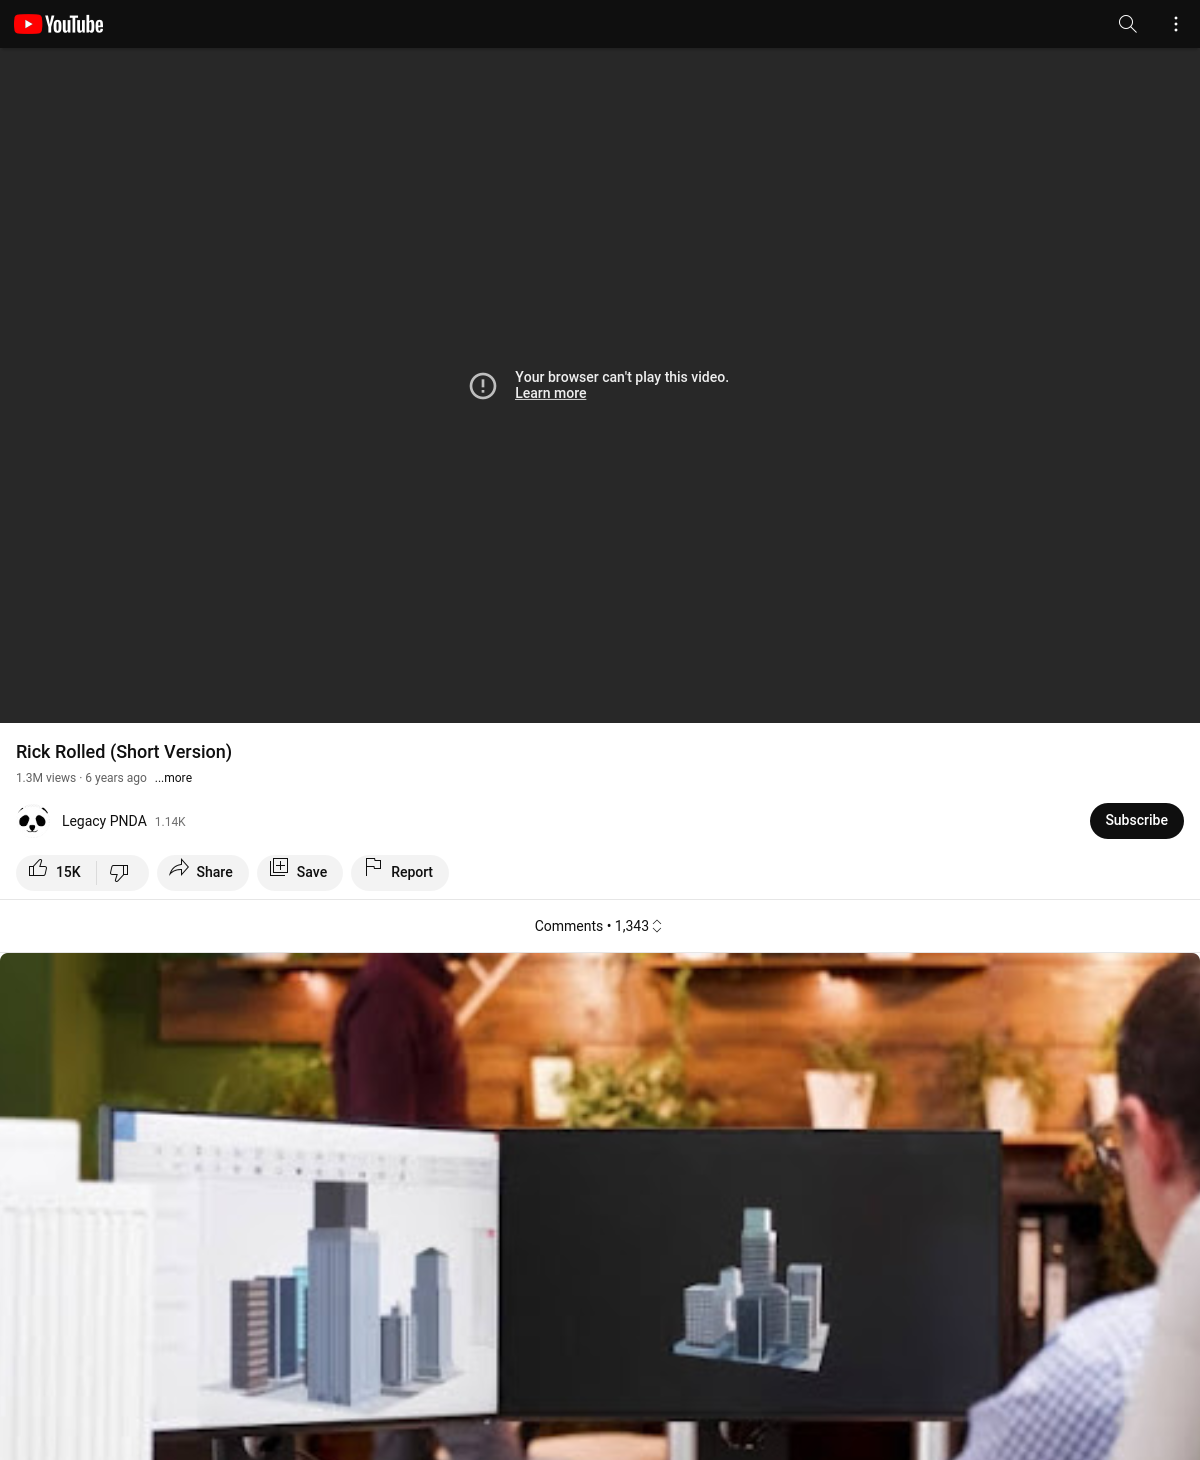 YouTube
Your browser can't play this video.
Learn more
Rick Rolled (Short Version)
1.3M views · 6 years ago ...more
Legacy PNDA 1.14K
Subscribe
15K Share Save Report
Comments • 1,343